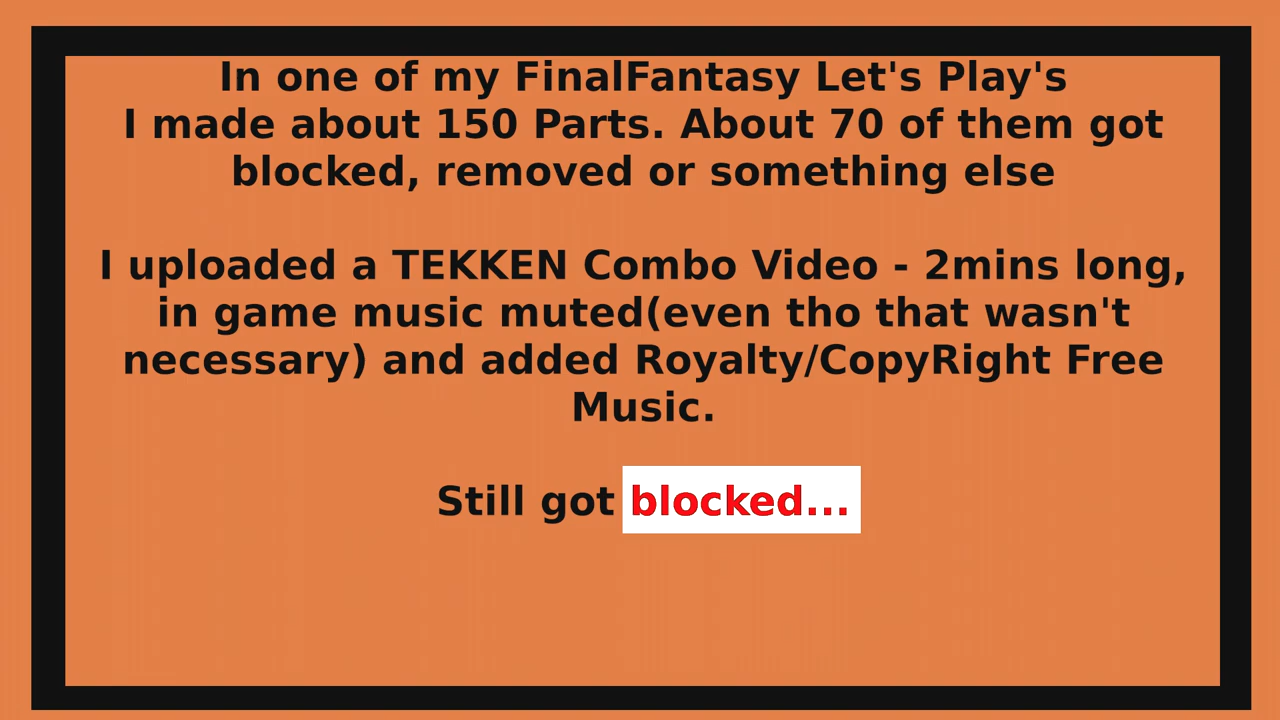 In one of my FinalFantasy Let's Play's
I made about 150 Parts. About 70 of them got
blocked, removed or something else
I uploaded a TEKKEN Combo Video - 2mins long,
in game music muted(even tho that wasn't
necessary) and added Royalty/CopyRight Free
Music.
Still got blocked...